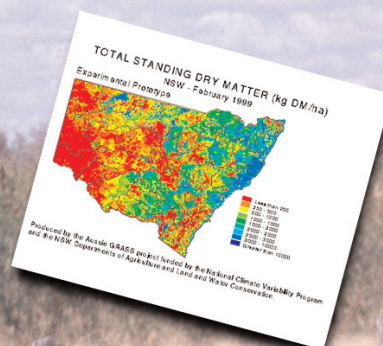 TOTAL STANDING DRY MATTER (kg DM/ha)
NSW - February 1999
Experimental Prototype
Less than 250
250 - 500
500 - 1000
1000 - 1500
1500 - 2000
2000 - 2500
2500 - 3000
3000 - 10000
Greater than 10000
Produced by the Aussie GRASS project funded by the National Climate Variability Program
and the NSW Departments of Agriculture and Land and Water Conservation.